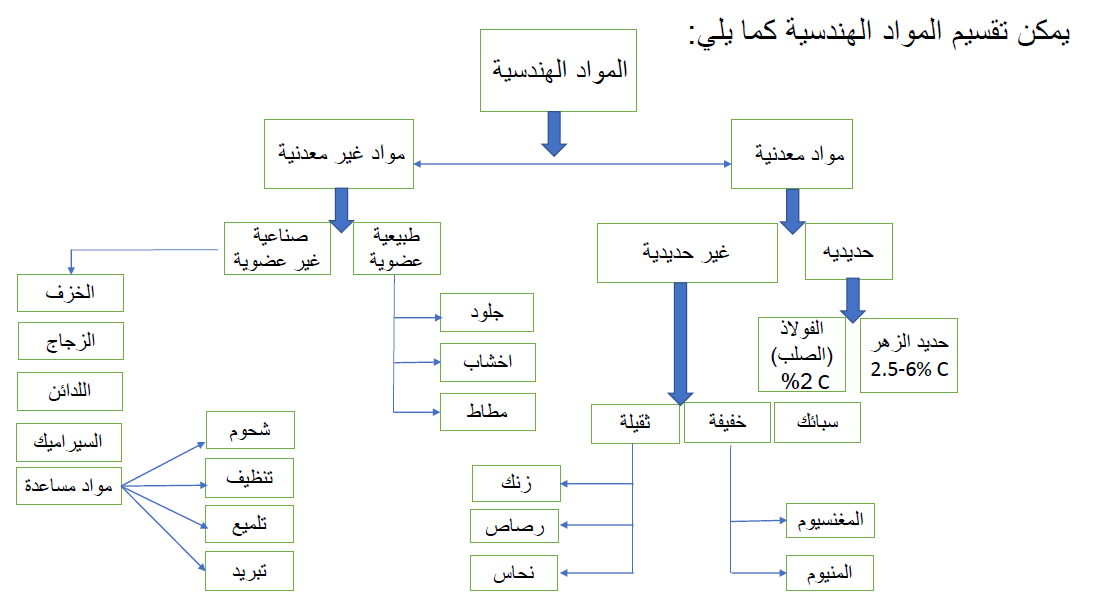 يمكن تقسيم المواد الهندسية كما يلي:
المواد الهندسية
مواد معدنية
مواد غير معدنية
حديديه
غير حديدية
طبيعية
عضوية
صناعية
غير عضوية
حديد الزهر
2.5-6% C
الفولاذ
(الصلب)
%2 C
سبائك
خفيفة
ثقيلة
المغنسيوم
المنيوم
زنك
رصاص
نحاس
جلود
اخشاب
مطاط
الخزف
الزجاج
اللدائن
السيراميك
مواد مساعدة
شحوم
تنظيف
تلميع
تبريد